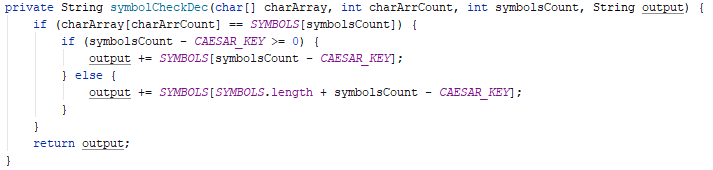 private String symbolCheckDec(char[] charArray, int charArrCount, int symbolsCount, String output) {
    if (charArray[charArrCount] == SYMBOLS[symbolsCount]) {
        if (symbolsCount - CAESAR_KEY >= 0) {
            output += SYMBOLS[symbolsCount - CAESAR_KEY];
        } else {
            output += SYMBOLS[SYMBOLS.length + symbolsCount - CAESAR_KEY];
        }
    }
    return output;
}